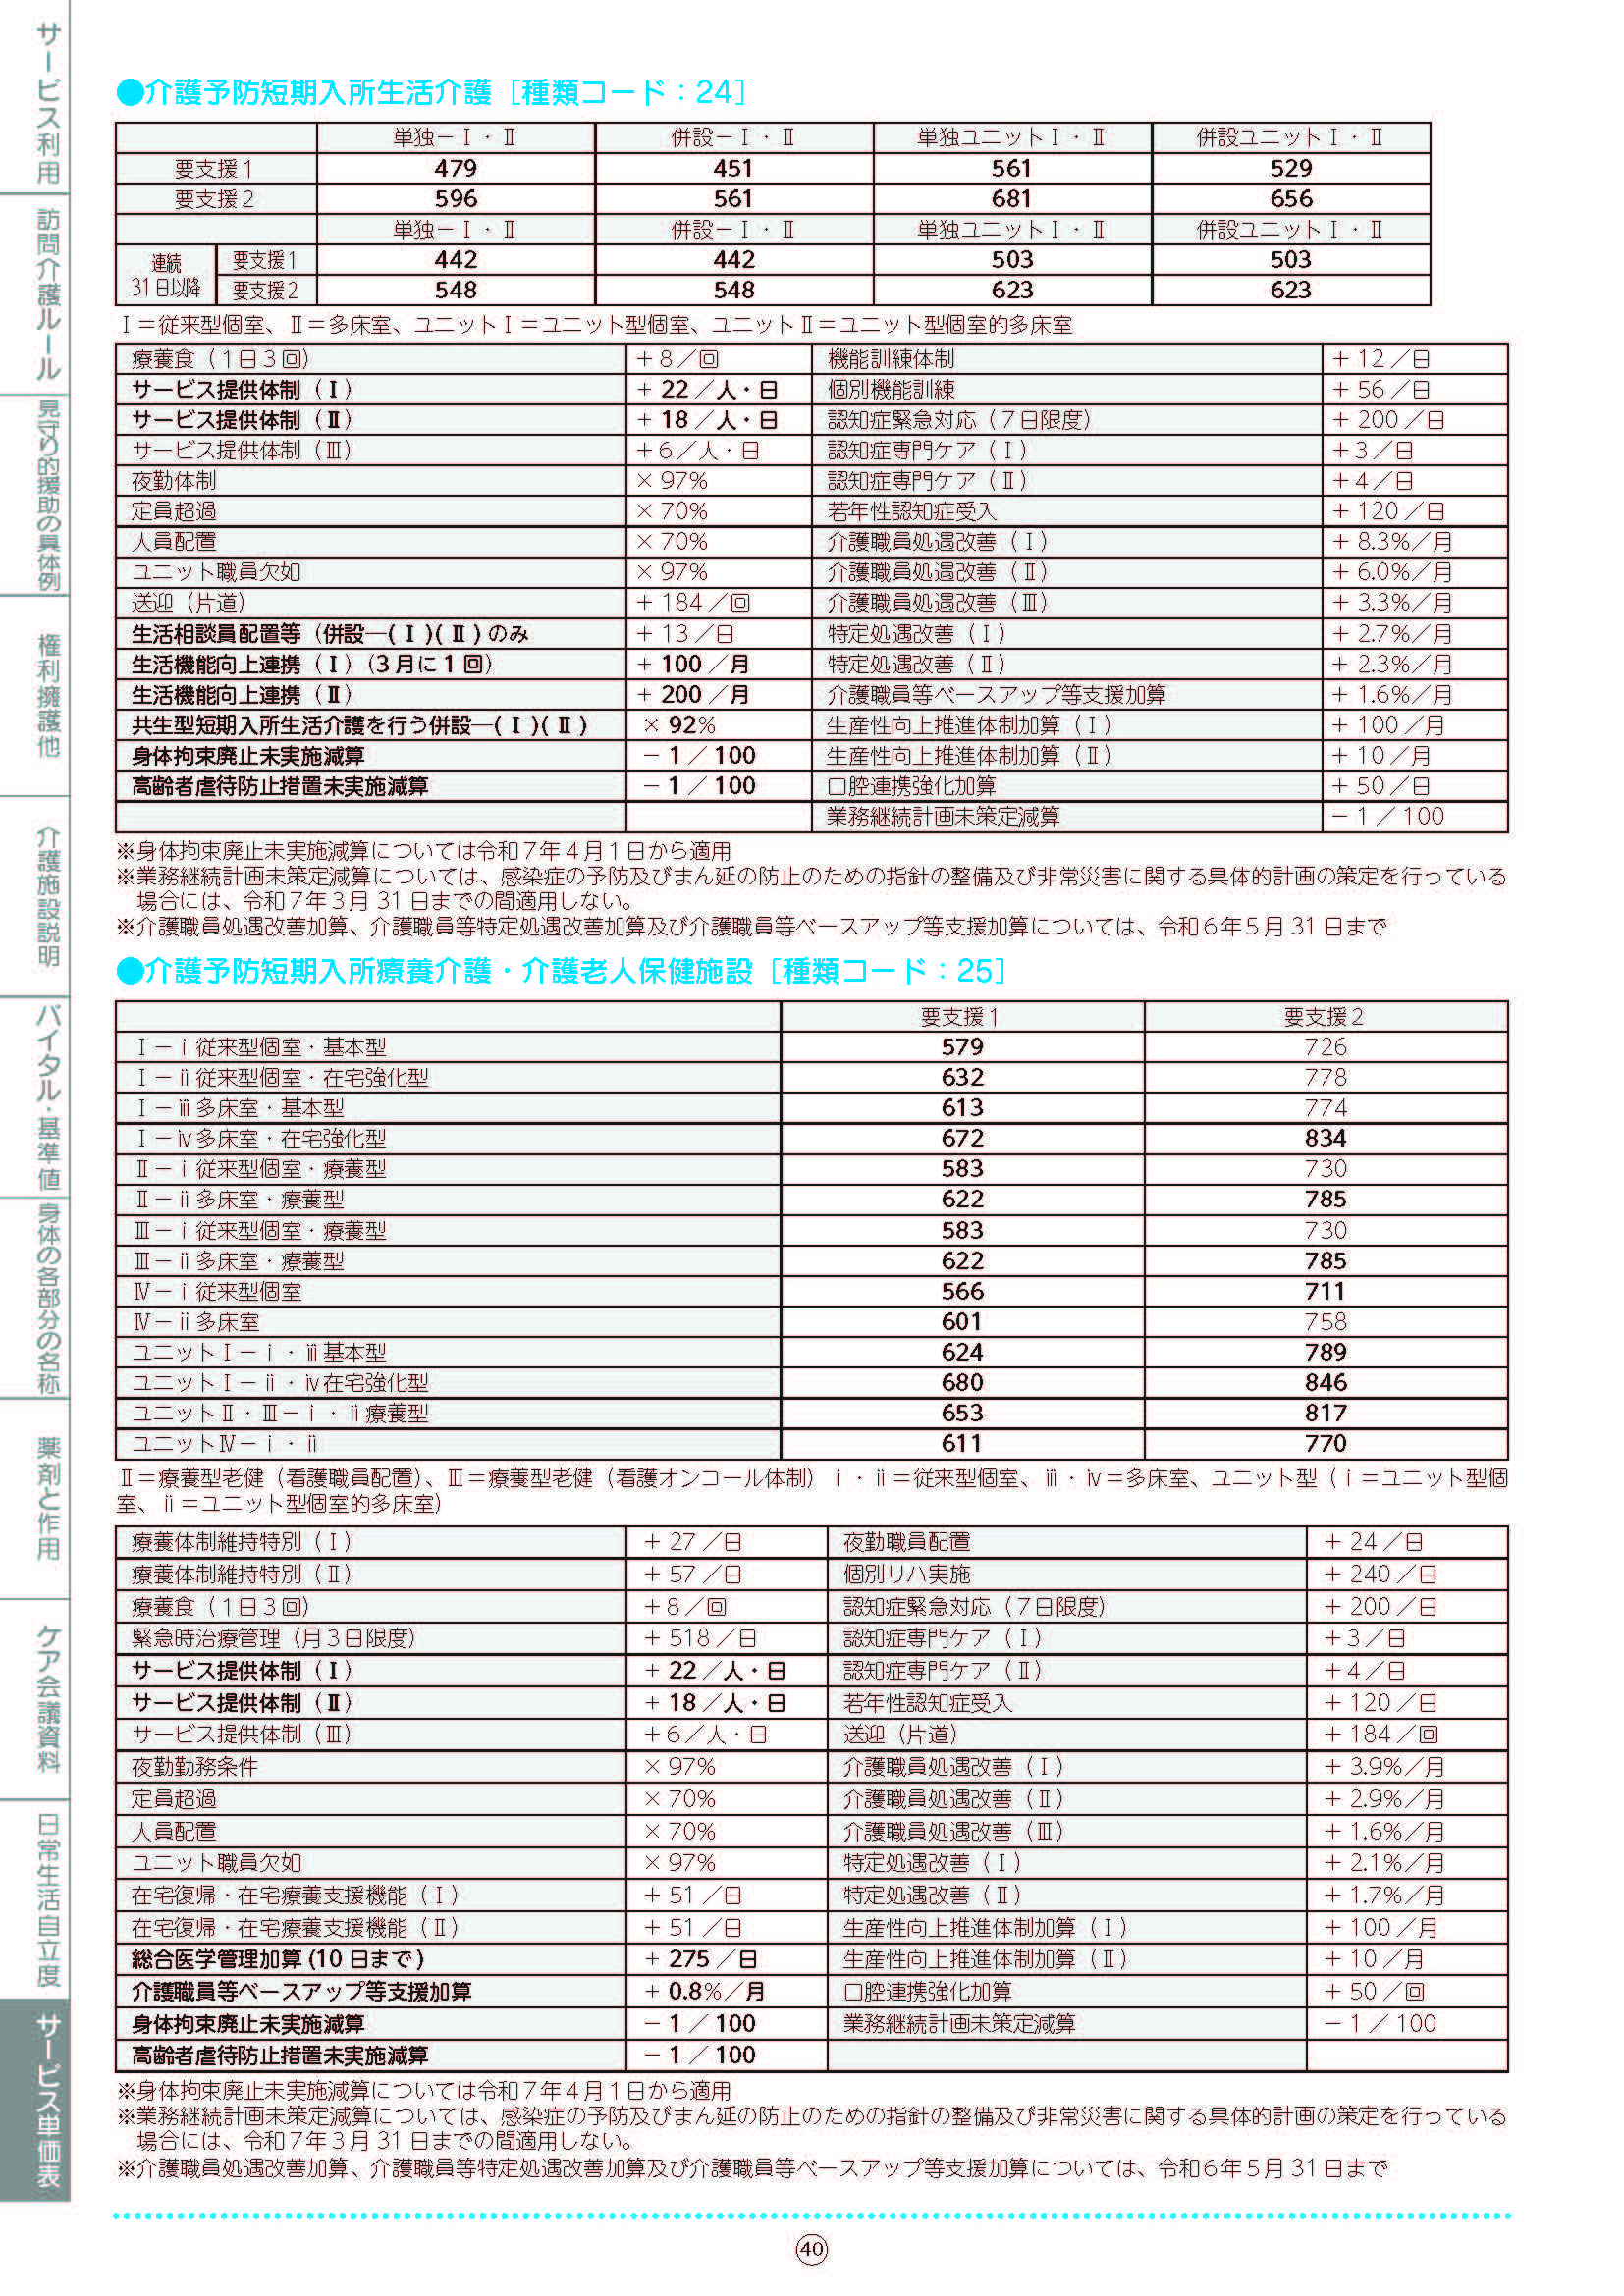 サービス利用
訪問介護ルール
見守り的援助の具体例
権利擁護他
介護施設説明
バイタル・基準値
身体の各部分の名称
薬剤と作用
ケア会議資料
日常生活自立度
サービス単価表
●介護予防短期入所生活介護［種類コード：24］
単独ーⅠ・Ⅱ 併設ーⅠ・Ⅱ 単独ユニットⅠ・Ⅱ 併設ユニットⅠ・Ⅱ
要支援1 479 451 561 529
要支援2 596 561 681 656
単独ーⅠ・Ⅱ 併設ーⅠ・Ⅱ 単独ユニットⅠ・Ⅱ 併設ユニットⅠ・Ⅱ
連続
31日以降
要支援1 442 442 503 503
要支援2 548 548 623 623
Ⅰ＝従来型個室、Ⅱ＝多床室、ユニットⅠ＝ユニット型個室、ユニットⅡ＝ユニット型個室的多床室
療養食（1日3回） ＋8／回 機能訓練体制 ＋12／日
サービス提供体制（Ⅰ） ＋22／人・日 個別機能訓練 ＋56／日
サービス提供体制（Ⅱ） ＋18／人・日 認知症緊急対応（7日限度） ＋200／日
サービス提供体制（Ⅲ） ＋6／人・日 認知症専門ケア（Ⅰ） ＋3／日
夜勤体制 ×97% 認知症専門ケア（Ⅱ） ＋4／日
定員超過 ×70% 若年性認知症受入 ＋120／日
人員配置 ×70% 介護職員処遇改善（Ⅰ） ＋8.3%／月
ユニット職員欠如 ×97% 介護職員処遇改善（Ⅱ） ＋6.0%／月
送迎（片道） ＋184／回 介護職員処遇改善（Ⅲ） ＋3.3%／月
生活相談員配置等（併設―(Ⅰ)(Ⅱ)のみ ＋13／日 特定処遇改善（Ⅰ） ＋2.7%／月
生活機能向上連携（Ⅰ）（3月に1回） ＋100／月 特定処遇改善（Ⅱ） ＋2.3%／月
生活機能向上連携（Ⅱ） ＋200／月 介護職員等ベースアップ等支援加算 ＋1.6%／月
共生型短期入所生活介護を行う併設―(Ⅰ)(Ⅱ) ×92% 生産性向上推進体制加算（Ⅰ） ＋100／月
身体拘束廃止未実施減算 －1／100 生産性向上推進体制加算（Ⅱ） ＋10／月
高齢者虐待防止措置未実施減算 －1／100 口腔連携強化加算 ＋50／日
業務継続計画未策定減算 －1／100
※身体拘束廃止未実施減算については令和7年4月1日から適用
※業務継続計画未策定減算については、感染症の予防及びまん延の防止のための指針の整備及び非常災害に関する具体的計画の策定を行っている
場合には、令和7年3月31日までの間適用しない。
※介護職員処遇改善加算、介護職員等特定処遇改善加算及び介護職員等ベースアップ等支援加算については、令和6年5月31日まで
●介護予防短期入所療養介護・介護老人保健施設［種類コード：25］
要支援1 要支援2
Ⅰーⅰ従来型個室・基本型 579 726
Ⅰーⅱ従来型個室・在宅強化型 632 778
Ⅰーⅲ多床室・基本型 613 774
Ⅰーⅳ多床室・在宅強化型 672 834
Ⅱーⅰ従来型個室・療養型 583 730
Ⅱーⅱ多床室・療養型 622 785
Ⅲーⅰ従来型個室・療養型 583 730
Ⅲーⅱ多床室・療養型 622 785
Ⅳーⅰ従来型個室 566 711
Ⅳーⅱ多床室 601 758
ユニットⅠーⅰ・ⅲ基本型 624 789
ユニットⅠーⅱ・ⅳ在宅強化型 680 846
ユニットⅡ・Ⅲーⅰ・ⅱ療養型 653 817
ユニットⅣーⅰ・ⅱ 611 770
Ⅱ＝療養型老健（看護職員配置）、Ⅲ＝療養型老健（看護オンコール体制）ⅰ・ⅱ＝従来型個室、ⅲ・ⅳ＝多床室、ユニット型（ⅰ＝ユニット型個
室、ⅱ＝ユニット型個室的多床室）
療養体制維持特別（Ⅰ） ＋27／日 夜勤職員配置 ＋24／日
療養体制維持特別（Ⅱ） ＋57／日 個別リハ実施 ＋240／日
療養食（1日3回） ＋8／回 認知症緊急対応（7日限度） ＋200／日
緊急時治療管理（月3日限度） ＋518／日 認知症専門ケア（Ⅰ） ＋3／日
サービス提供体制（Ⅰ） ＋22／人・日 認知症専門ケア（Ⅱ） ＋4／日
サービス提供体制（Ⅱ） ＋18／人・日 若年性認知症受入 ＋120／日
サービス提供体制（Ⅲ） ＋6／人・日 送迎（片道） ＋184／回
夜勤勤務条件 ×97% 介護職員処遇改善（Ⅰ） ＋3.9%／月
定員超過 ×70% 介護職員処遇改善（Ⅱ） ＋2.9%／月
人員配置 ×70% 介護職員処遇改善（Ⅲ） ＋1.6%／月
ユニット職員欠如 ×97% 特定処遇改善（Ⅰ） ＋2.1%／月
在宅復帰・在宅療養支援機能（Ⅰ） ＋51／日 特定処遇改善（Ⅱ） ＋1.7%／月
在宅復帰・在宅療養支援機能（Ⅱ） ＋51／日 生産性向上推進体制加算（Ⅰ） ＋100／月
総合医学管理加算(10日まで) ＋275／日 生産性向上推進体制加算（Ⅱ） ＋10／月
介護職員等ベースアップ等支援加算 ＋0.8%／月 口腔連携強化加算 ＋50／回
身体拘束廃止未実施減算 －1／100 業務継続計画未策定減算 －1／100
高齢者虐待防止措置未実施減算 －1／100
※身体拘束廃止未実施減算については令和7年4月1日から適用
※業務継続計画未策定減算については、感染症の予防及びまん延の防止のための指針の整備及び非常災害に関する具体的計画の策定を行っている
場合には、令和7年3月31日までの間適用しない。
※介護職員処遇改善加算、介護職員等特定処遇改善加算及び介護職員等ベースアップ等支援加算については、令和6年5月31日まで
40